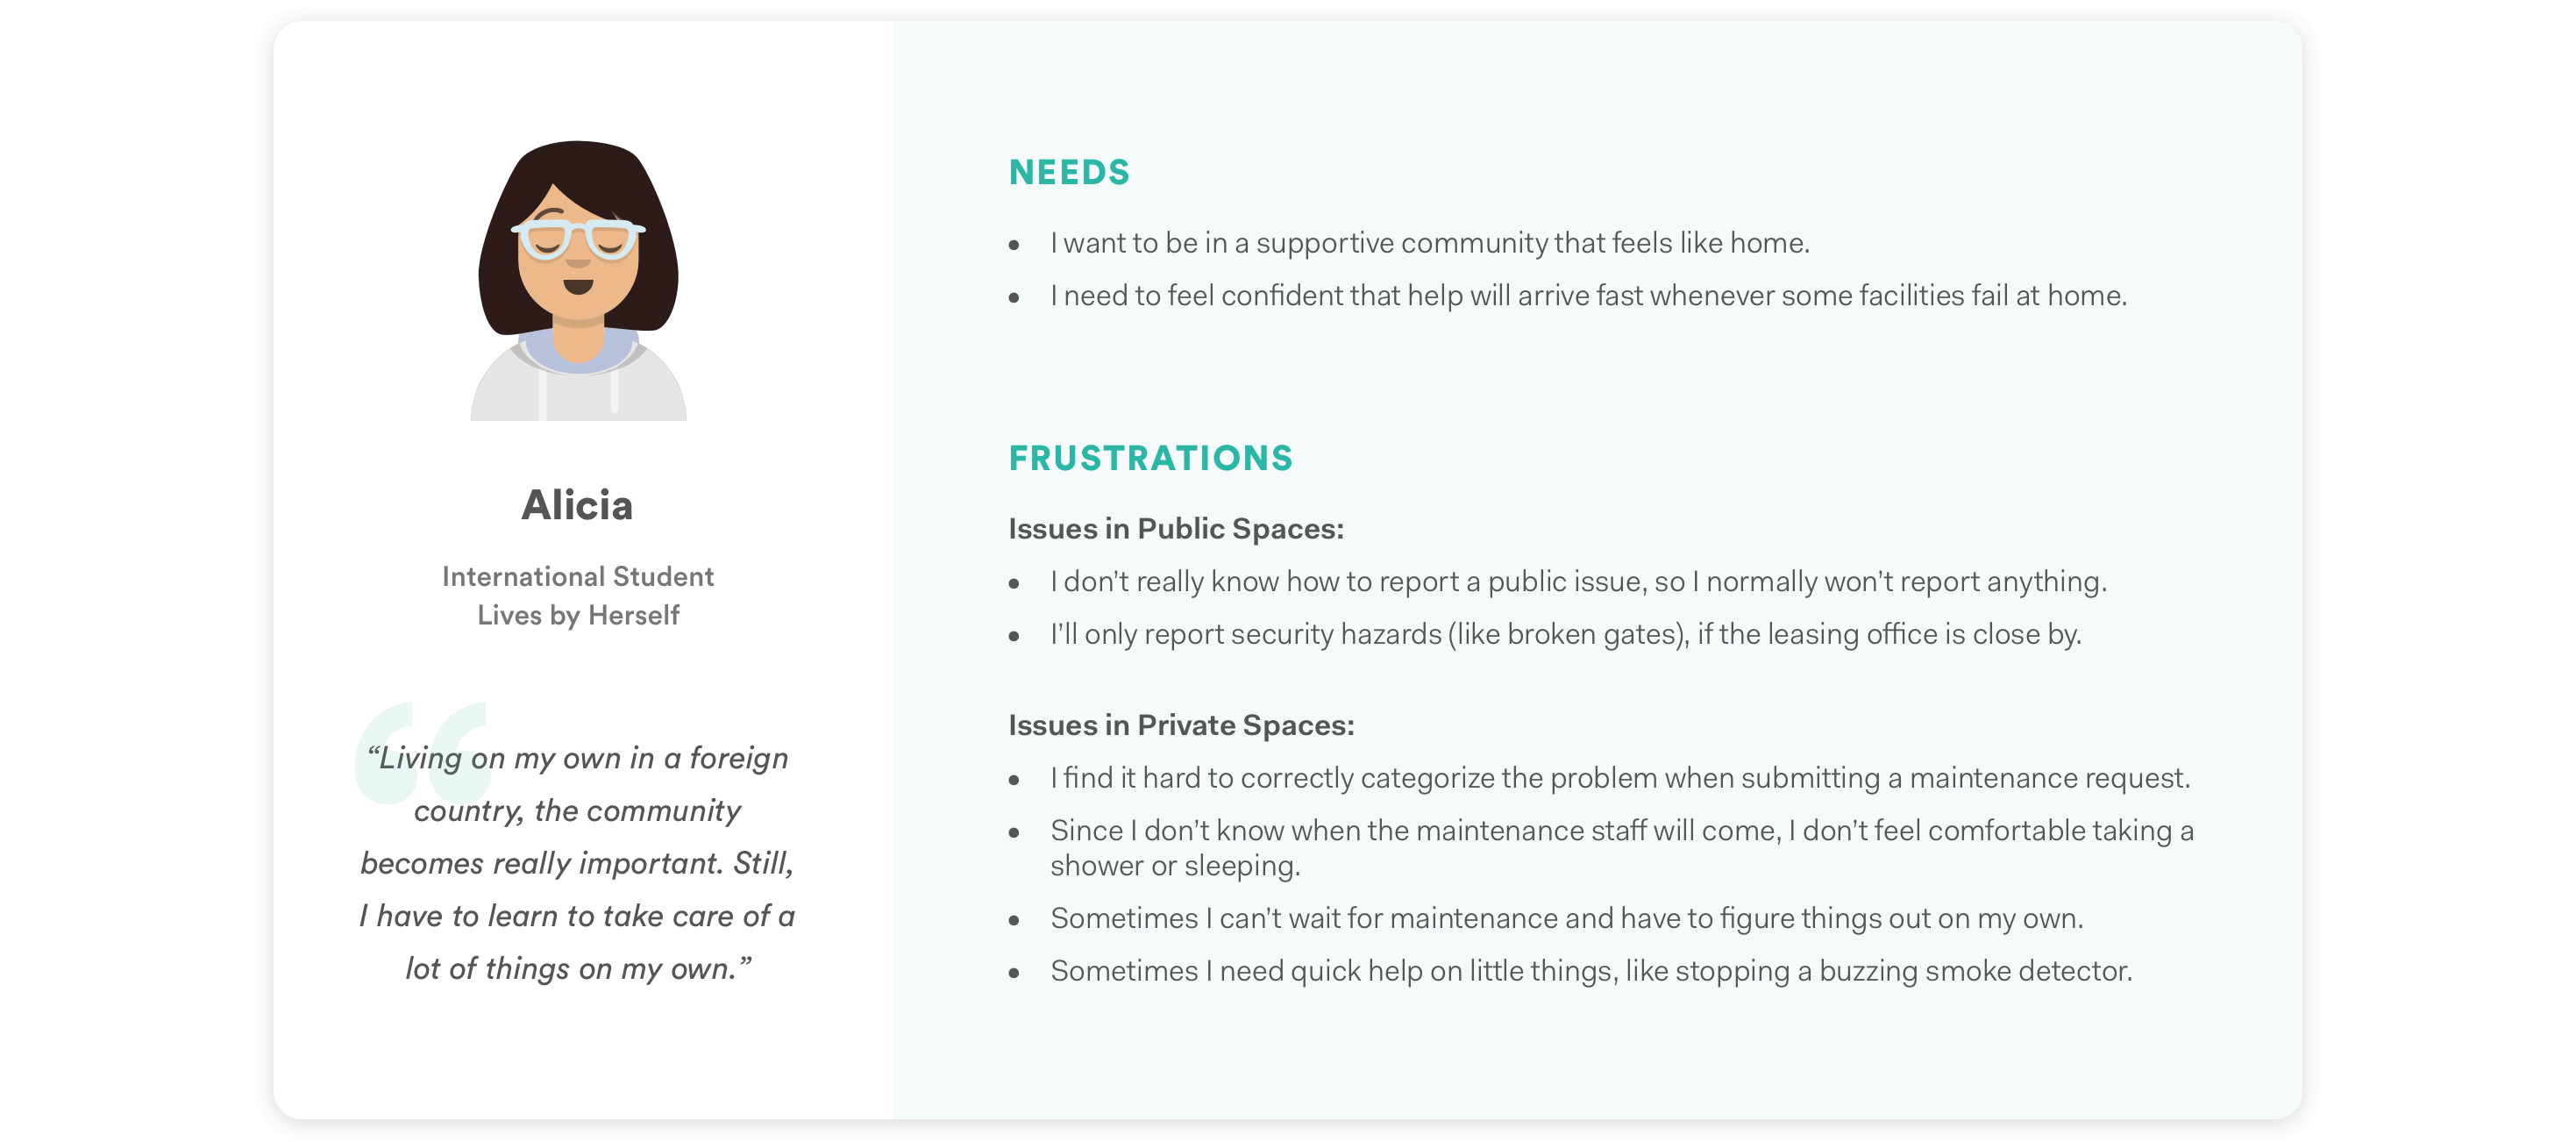 Alicia
International Student
Lives by Herself
“Living on my own in a foreign
country, the community
becomes really important. Still,
I have to learn to take care of a
lot of things on my own.”
NEEDS
• I want to be in a supportive community that feels like home.
• I need to feel confident that help will arrive fast whenever some facilities fail at home.
FRUSTRATIONS
Issues in Public Spaces:
• I don’t really know how to report a public issue, so I normally won’t report anything.
• I’ll only report security hazards (like broken gates), if the leasing office is close by.
Issues in Private Spaces:
• I find it hard to correctly categorize the problem when submitting a maintenance request.
• Since I don’t know when the maintenance staff will come, I don’t feel comfortable taking a
shower or sleeping.
• Sometimes I can’t wait for maintenance and have to figure things out on my own.
• Sometimes I need quick help on little things, like stopping a buzzing smoke detector.